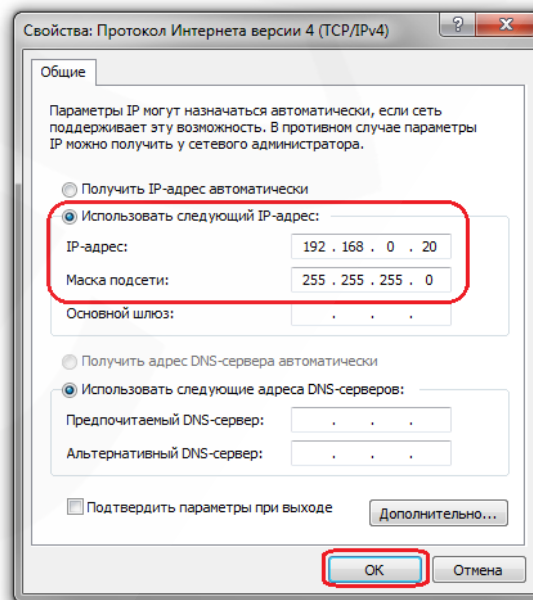 Свойства: Протокол Интернета версии 4 (TCP/IPv4)
Общие
Параметры IP могут назначаться автоматически, если сеть
поддерживает эту возможность. В противном случае параметры
IP можно получить у сетевого администратора.
Получить IP-адрес автоматически
Использовать следующий IP-адрес:
IP-адрес: 192 . 168 . 0 . 20
Маска подсети: 255 . 255 . 255 . 0
Основной шлюз: . . .
Получить адрес DNS-сервера автоматически
Использовать следующие адреса DNS-серверов:
Предпочитаемый DNS-сервер: . . .
Альтернативный DNS-сервер: . . .
Подтвердить параметры при выходе
Дополнительно...
ОК Отмена